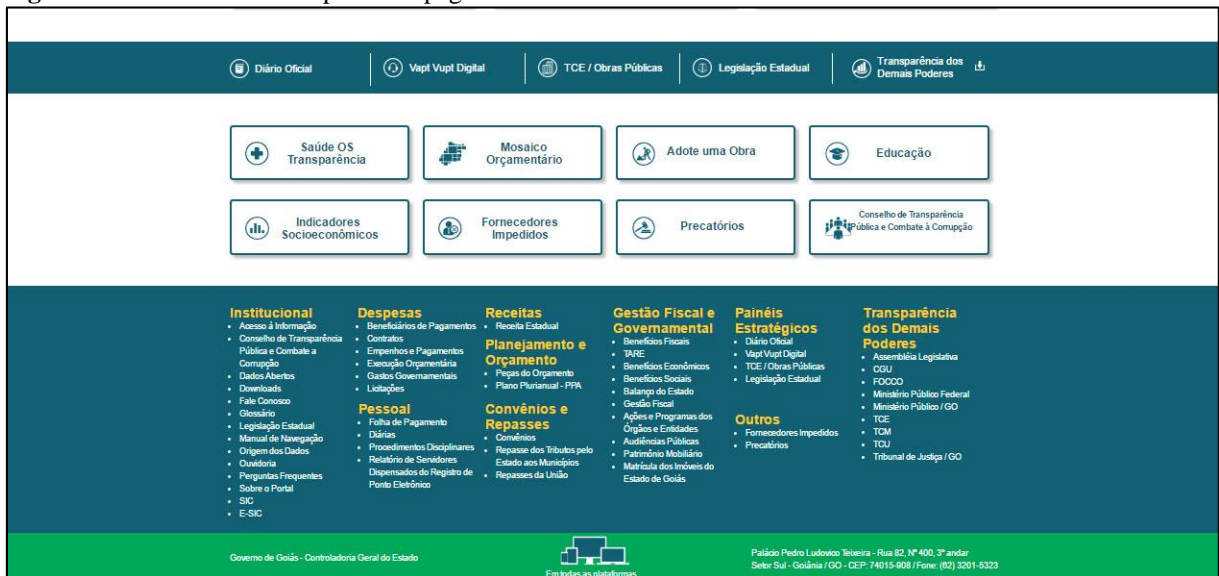 Diário Oficial
Vapt Vupt Digital
TCE / Obras Públicas
Legislação Estadual
Transparência dos
Demais Poderes
Saúde OS
Transparência
Mosaico
Orçamentário
Adote uma Obra
Educação
Indicadores
Socioeconômicos
Fornecedores
Impedidos
Precatórios
Conselho de Transparência
Pública e Combate à Corrupção
Institucional
• Acesso à Informação
• Conselho de Transparência
Pública e Combate a
Corrupção
• Dados Abertos
• Downloads
• Fale Conosco
• Glossário
• Legislação Estadual
• Manual de Navegação
• Origem dos Dados
• Ouvidoria
• Perguntas Frequentes
• Sobre o Portal
• SIC
• E-SIC
Despesas
• Beneficiários de Pagamentos
• Contratos
• Empenhos e Pagamentos
• Execução Orçamentária
• Gastos Governamentais
• Licitações
Pessoal
• Folha de Pagamento
• Diárias
• Procedimentos Disciplinares
• Relatório de Servidores
Dispensados do Registro de
Ponto Eletrônico
Receitas
• Receita Estadual
Planejamento e
Orçamento
• Peças do Orçamento
• Plano Plurianual - PPA
Convênios e
Repasses
• Convênios
• Repasse dos Tributos pelo
Estado aos Municípios
• Repasses da União
Gestão Fiscal e
Governamental
• Benefícios Fiscais
• TARE
• Benefícios Econômicos
• Benefícios Sociais
• Balanço do Estado
• Gestão Fiscal
• Ações e Programas dos
Órgãos e Entidades
• Audiências Públicas
• Patrimônio Mobiliário
• Matrícula dos Imóveis do
Estado de Goiás
Painéis
Estratégicos
• Diário Oficial
• Vapt Vupt Digital
• TCE / Obras Públicas
• Legislação Estadual
Outros
• Fornecedores Impedidos
• Precatórios
Transparência
dos Demais
Poderes
• Assembléia Legislativa
• CGU
• FOCCO
• Ministério Público Federal
• Ministério Público / GO
• TCE
• TCM
• TCU
• Tribunal de Justiça / GO
Governo de Goiás - Controladoria Geral do Estado
Em todas as plataformas
Palácio Pedro Ludovico Teixeira - Rua 82, Nº 400, 3º andar
Setor Sul - Goiânia / GO - CEP: 74015-908 / Fone: (62) 3201-5323